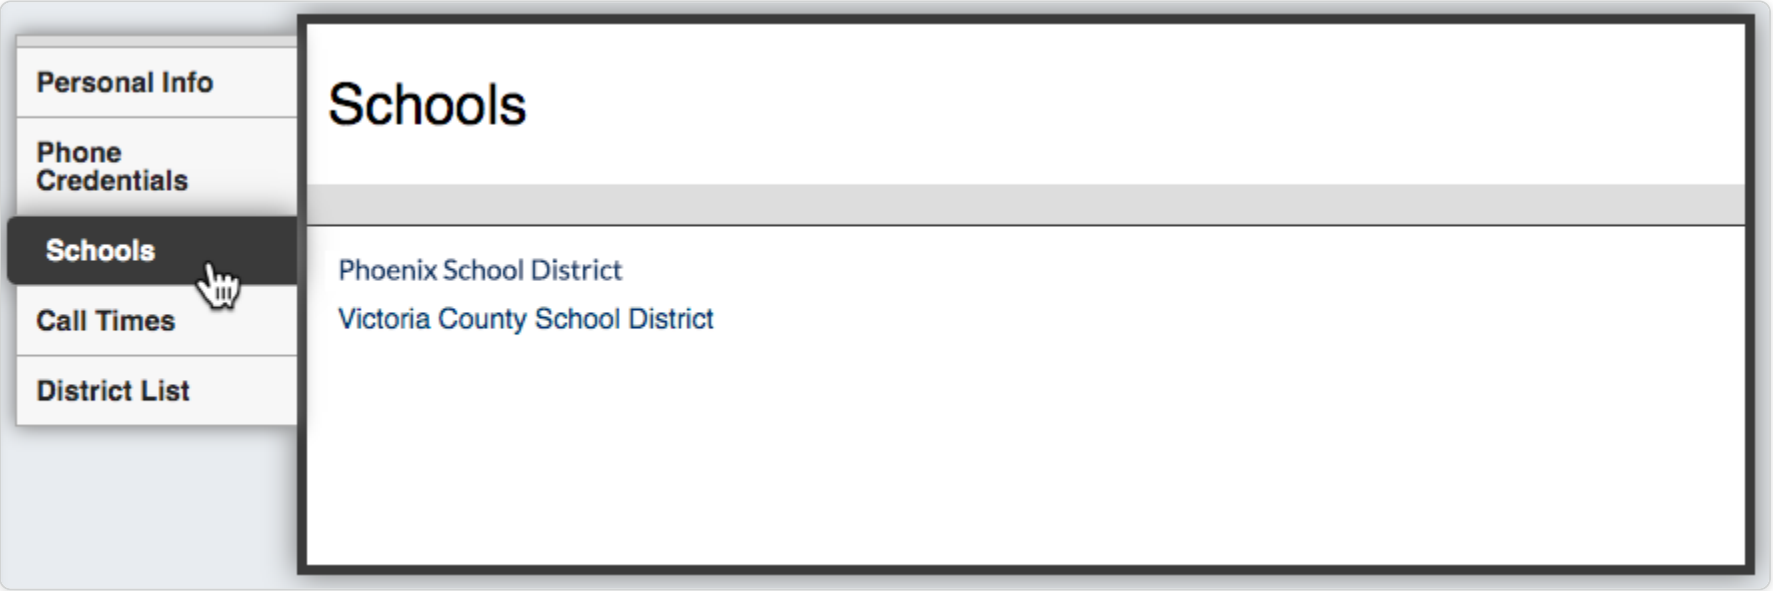 Personal Info
Phone
Credentials
Schools
Call Times
District List
Schools
Phoenix School District
Victoria County School District